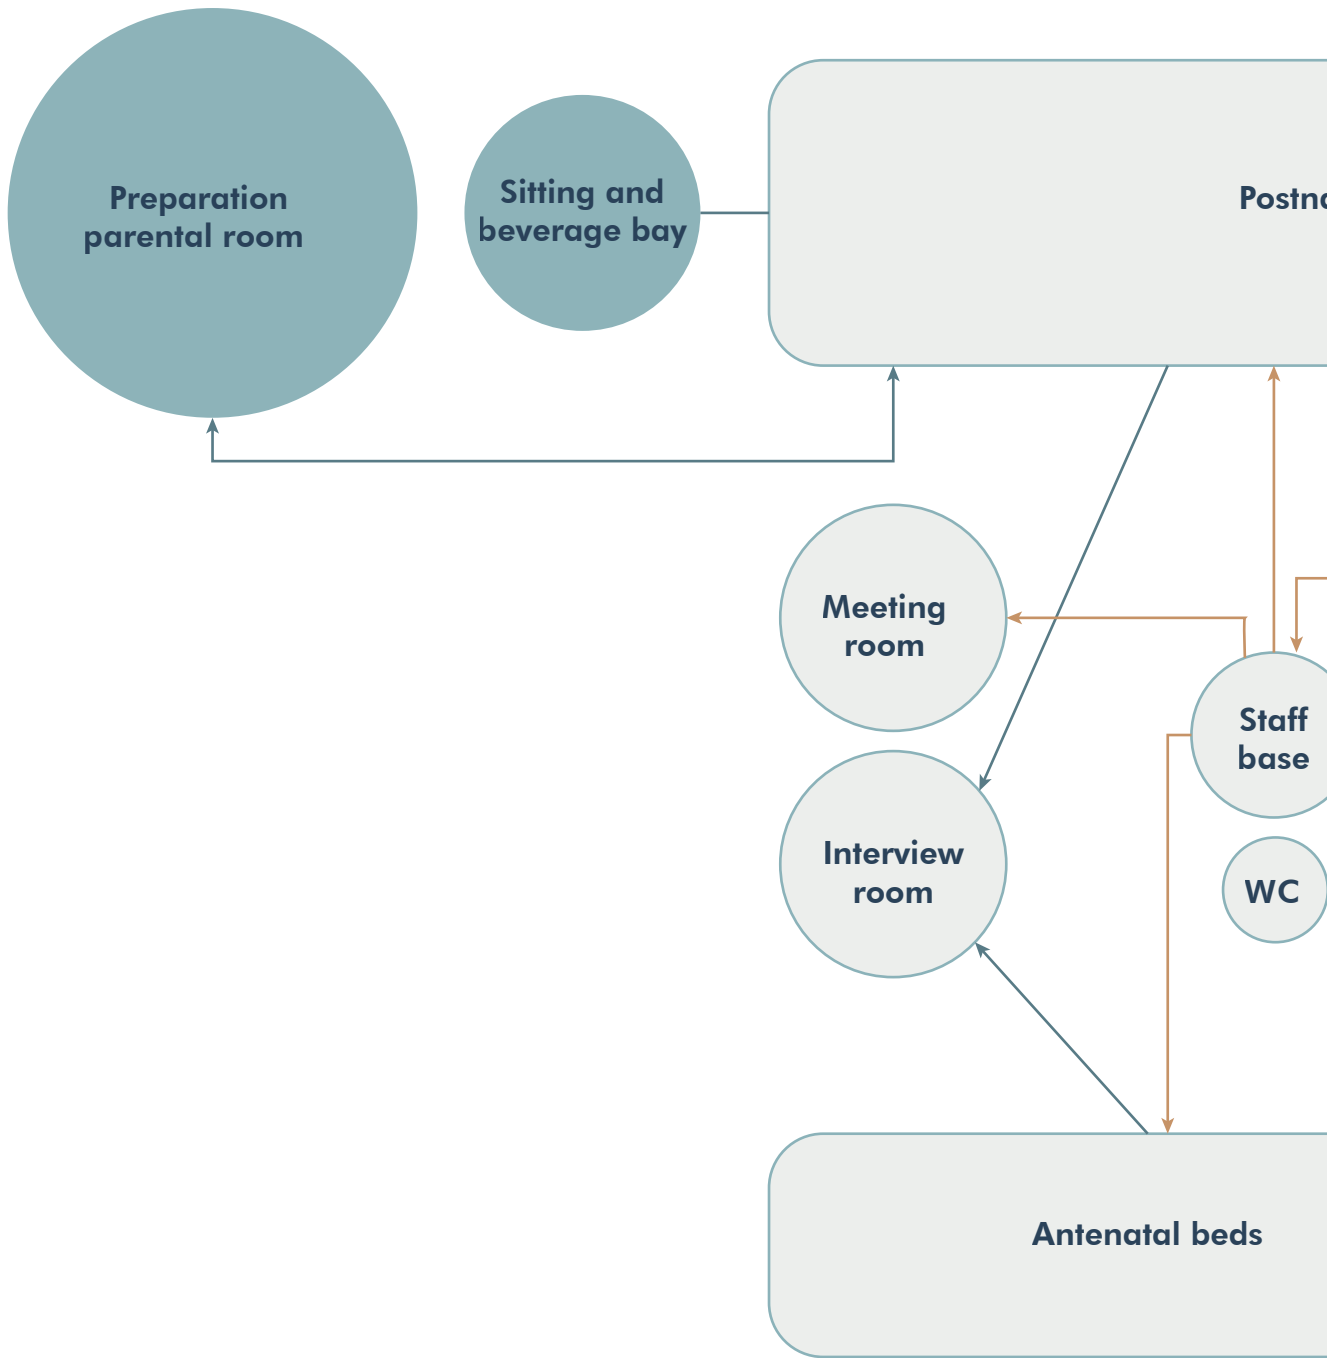 Preparation
parental room
Sitting and
beverage bay
Meeting
room
Staff
base
Interview
room
WC
Antenatal beds